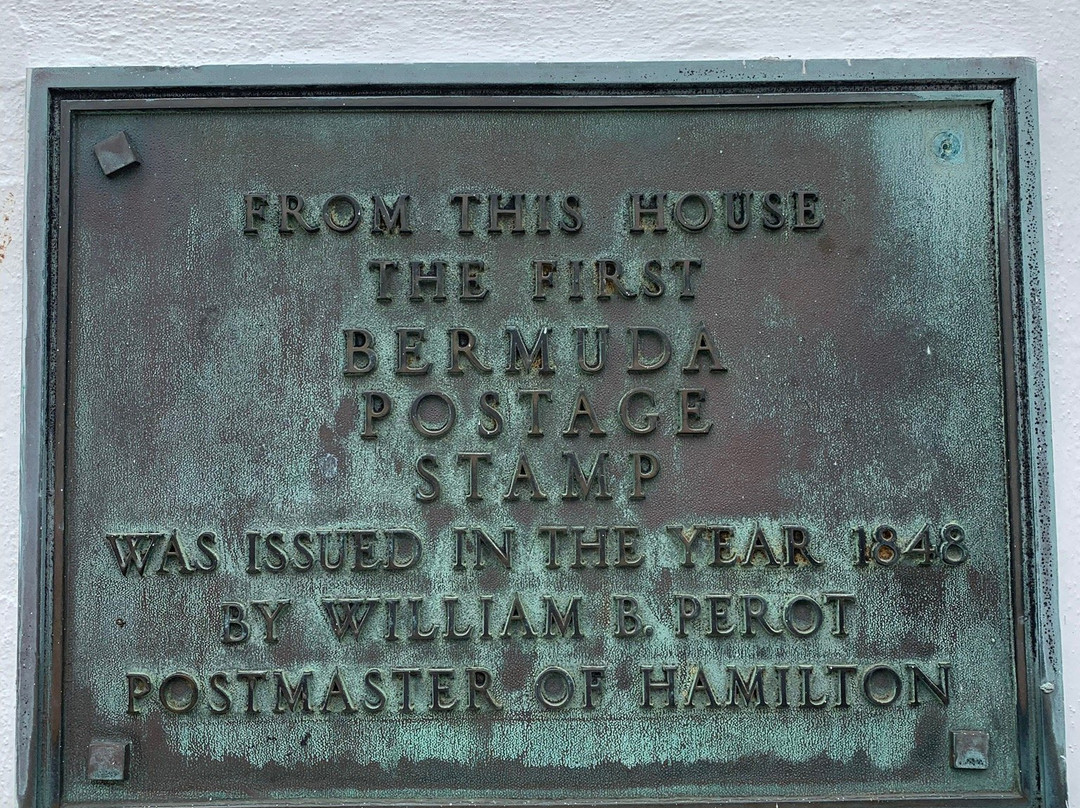 FROM THIS HOUSE
THE FIRST
BERMUDA
POSTAGE
STAMP
WAS ISSUED IN THE YEAR 1848
BY WILLIAM B. PEROT
POSTMASTER OF HAMILTON